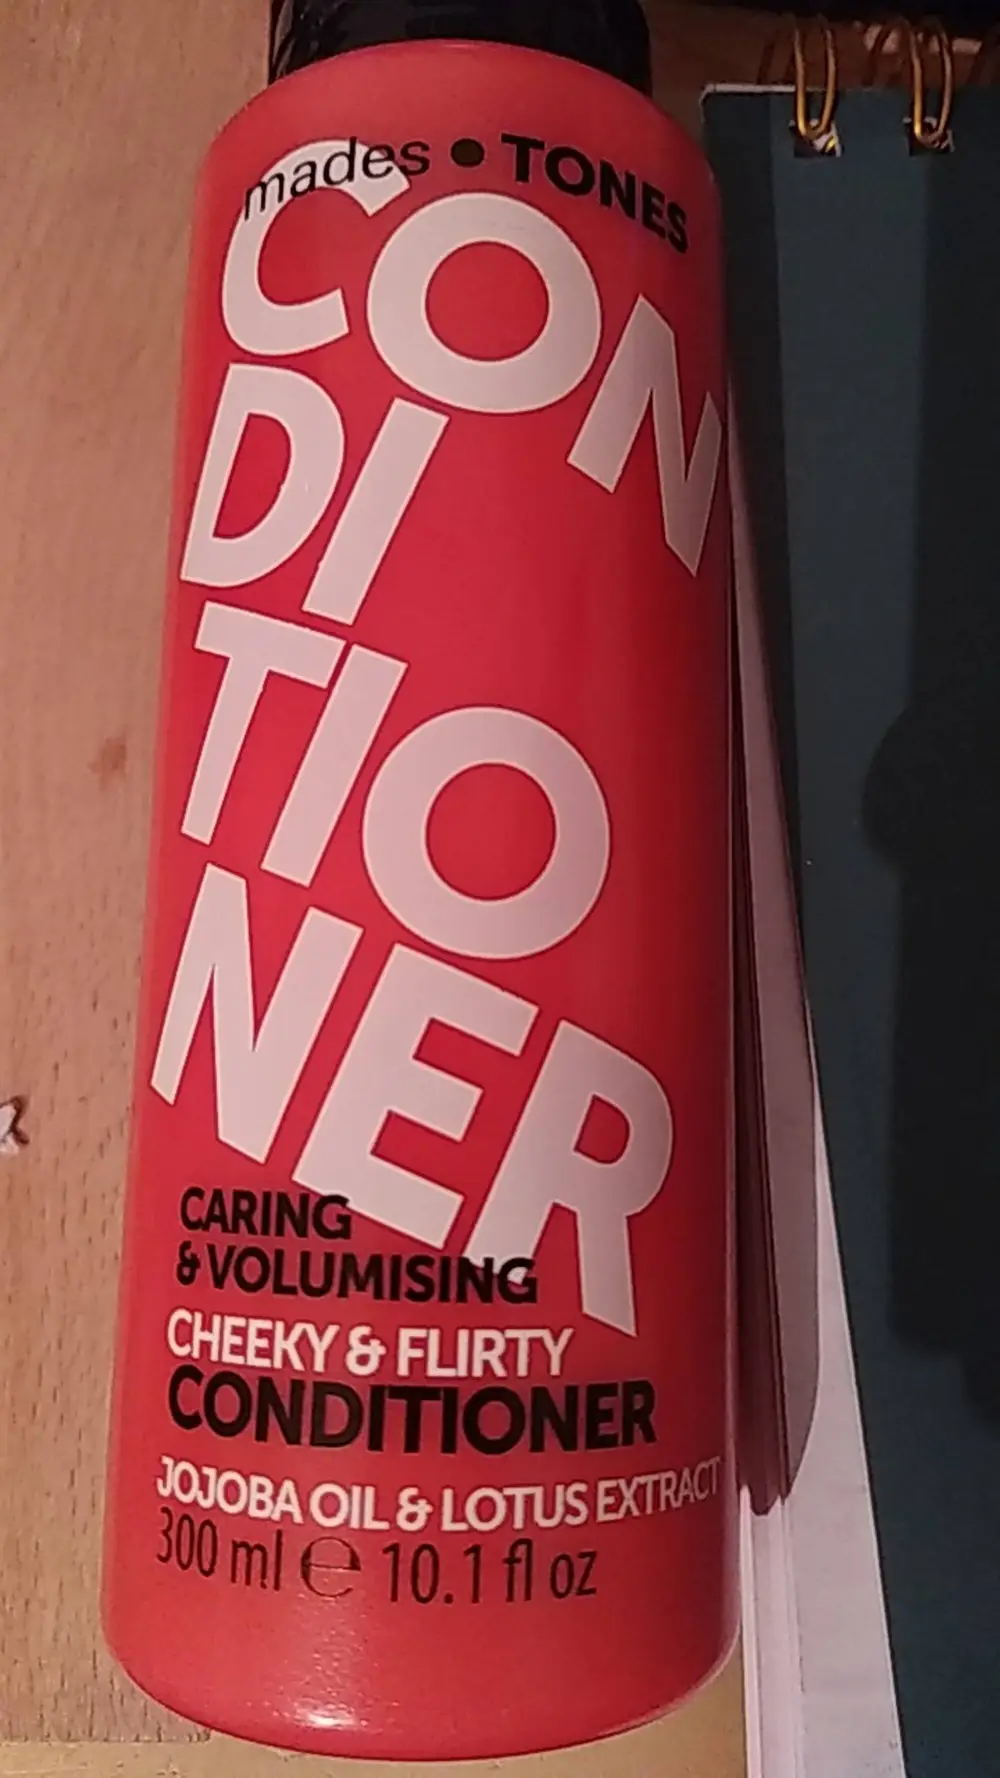 mades • TONES
CON
DI
TIO
NER
CARING
& VOLUMISING
CHEEKY & FLIRTY
CONDITIONER
JOJOBA OIL & LOTUS EXTRACT
300 ml ℮ 10.1 fl oz